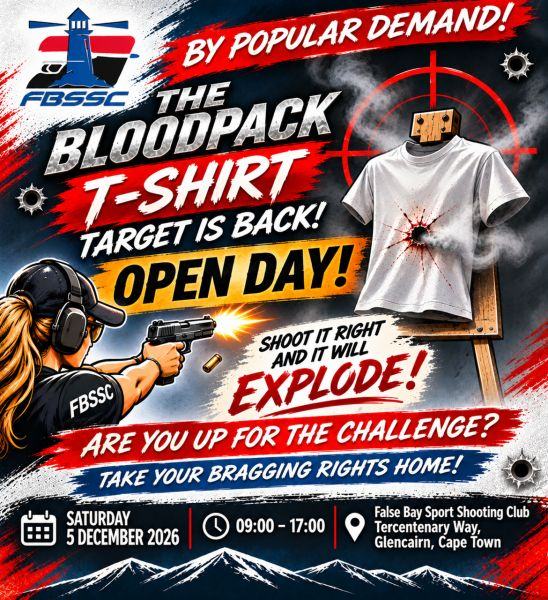 BY POPULAR DEMAND!
FBSSC
THE
BLOODPACK
T-SHIRT
TARGET IS BACK!
OPEN DAY!
SHOOT IT RIGHT
AND IT WILL
EXPLODE!
FBSSC
ARE YOU UP FOR THE CHALLENGE?
TAKE YOUR BRAGGING RIGHTS HOME!
SATURDAY
5 DECEMBER 2026
09:00 – 17:00
False Bay Sport Shooting Club
Tercentenary Way,
Glencairn, Cape Town